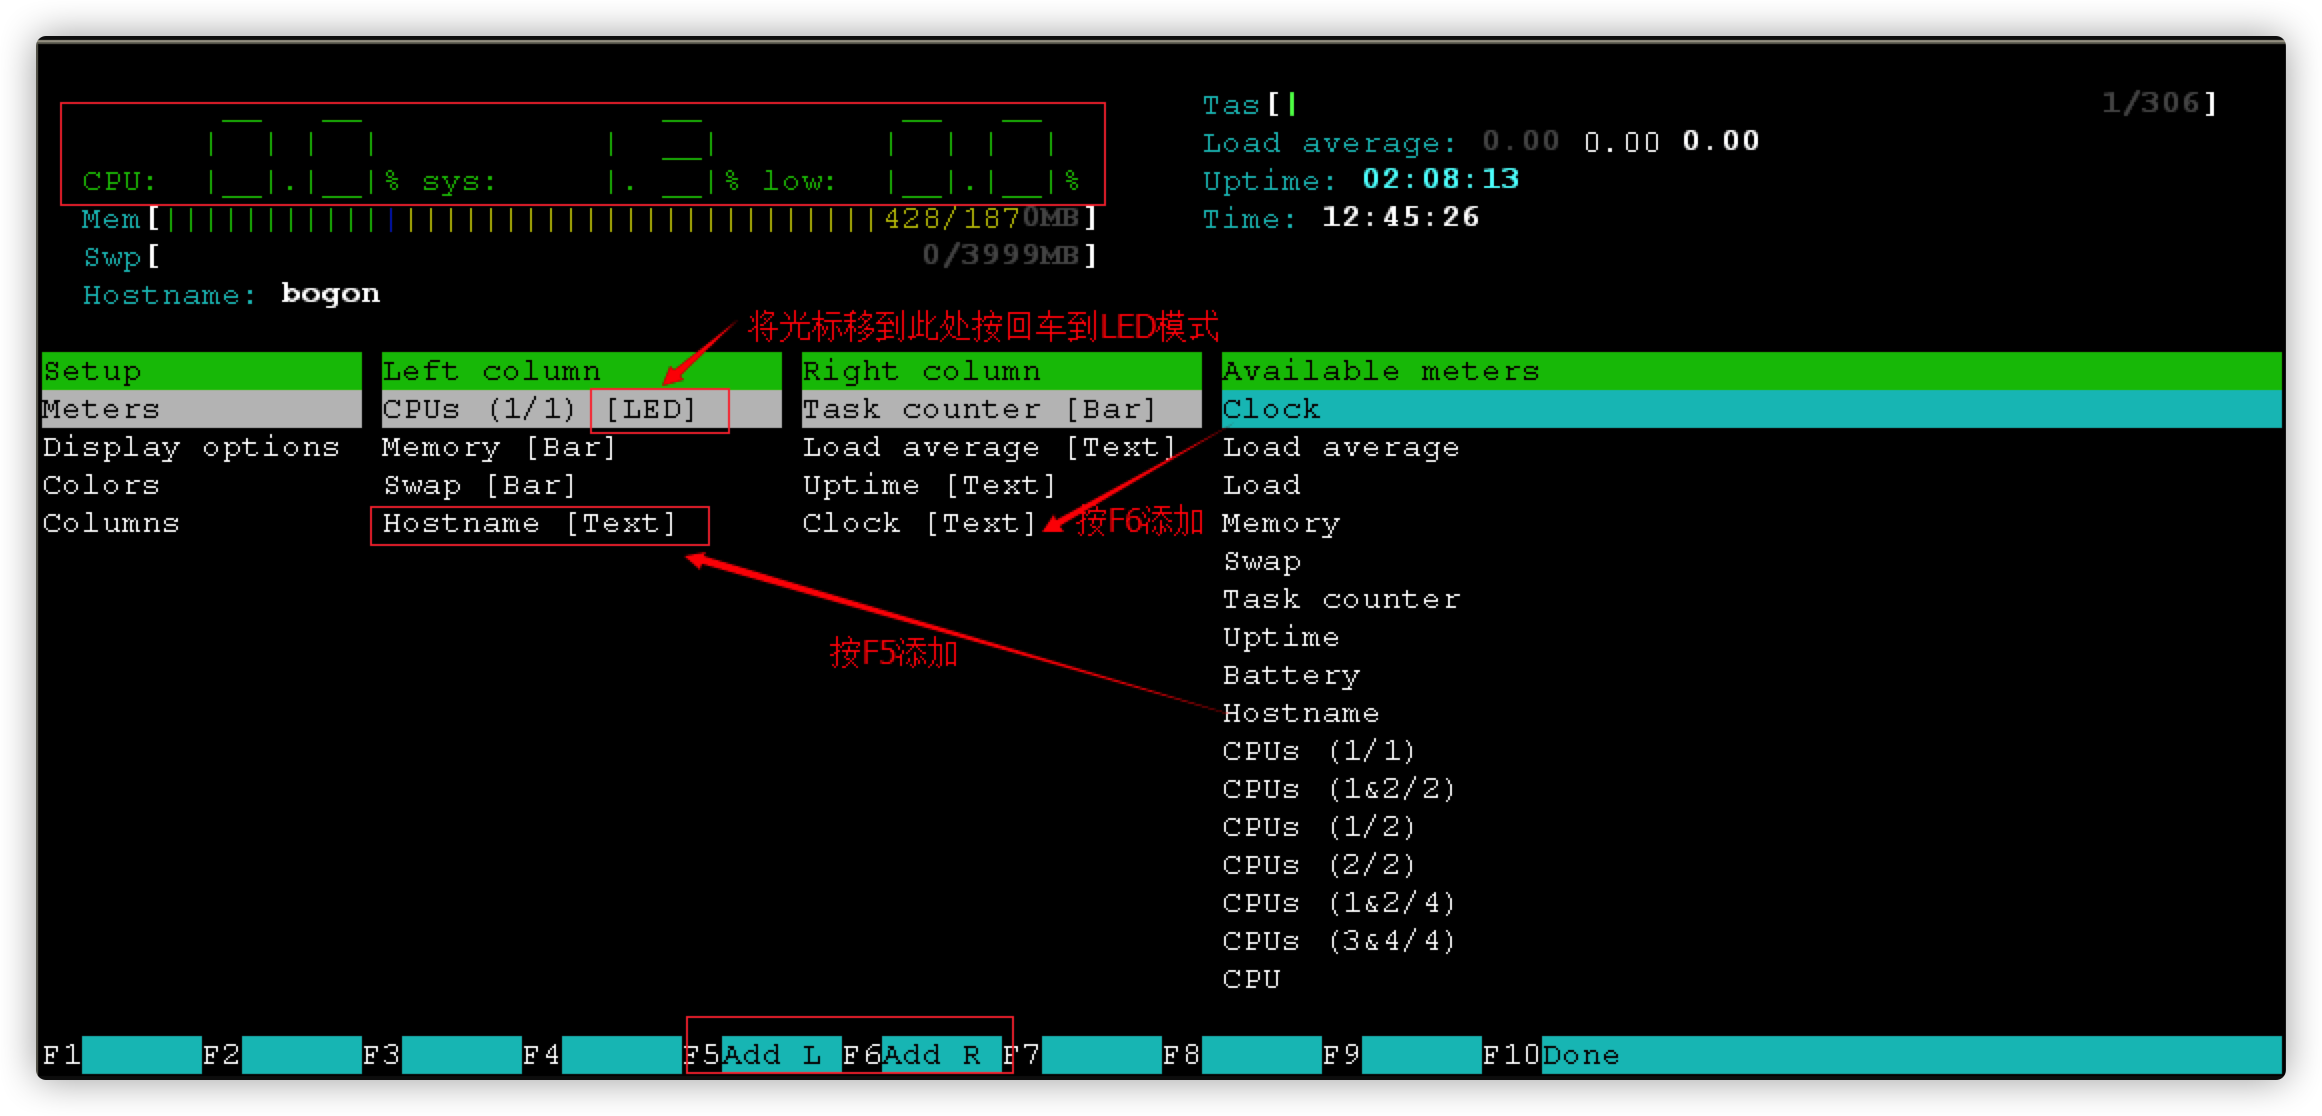 CPU: 0.0% sys: 1.3% low: 0.0%
Mem[||||||||||||||||||||||||||||||||||||428/1870MB]
Swp[ 0/3999MB]
Hostname: bogon
Tas[| 1/306]
Load average: 0.00 0.00 0.00
Uptime: 02:08:13
Time: 12:45:26
将光标移到此处按回车到LED模式
Setup
Meters
Display options
Colors
Columns
Left column
CPUs (1/1) [LED]
Memory [Bar]
Swap [Bar]
Hostname [Text]
Right column
Task counter [Bar]
Load average [Text]
Uptime [Text]
Clock [Text]
按F6添加
按F5添加
Available meters
Clock
Load average
Load
Memory
Swap
Task counter
Uptime
Battery
Hostname
CPUs (1/1)
CPUs (1&2/2)
CPUs (1/2)
CPUs (2/2)
CPUs (1&2/4)
CPUs (3&4/4)
CPU
F1 F2 F3 F4 F5Add L F6Add R F7 F8 F9 F10Done